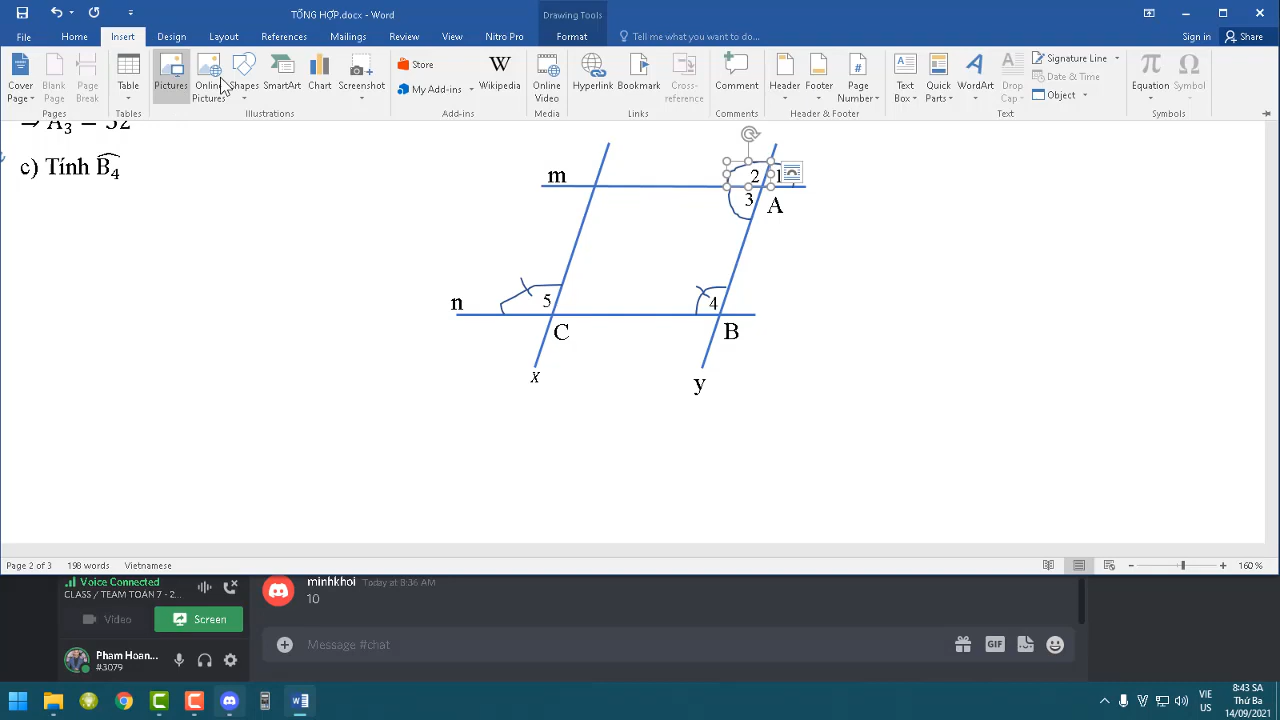 TỔNG HỢP.docx - Word
Drawing Tools
File Home Insert Design Layout References Mailings Review View Nitro Pro Format Tell me what you want to do... Sign in Share
Cover Page Blank Page Page Break Table Pictures Online Pictures Shapes SmartArt Chart Screenshot Store My Add-ins Wikipedia Online Video Hyperlink Bookmark Cross-reference Comment Header Footer Page Number Text Box Quick Parts WordArt Drop Cap Signature Line Date & Time Object Equation Symbol
Pages Tables Illustrations Add-ins Media Links Comments Header & Footer Text Symbols
c) Tính B̂₄
m 2 1
3 A
n 5 4
C B
x y
Page 2 of 3 198 words Vietnamese 160%
Voice Connected
CLASS / TEAM TOÁN 7 - 2...
Video Screen
Pham Hoan...
#3079
minhkhoi Today at 8:36 AM
10
Message #chat
GIF
VIE
US
8:43 SA
Thứ Ba
14/09/2021